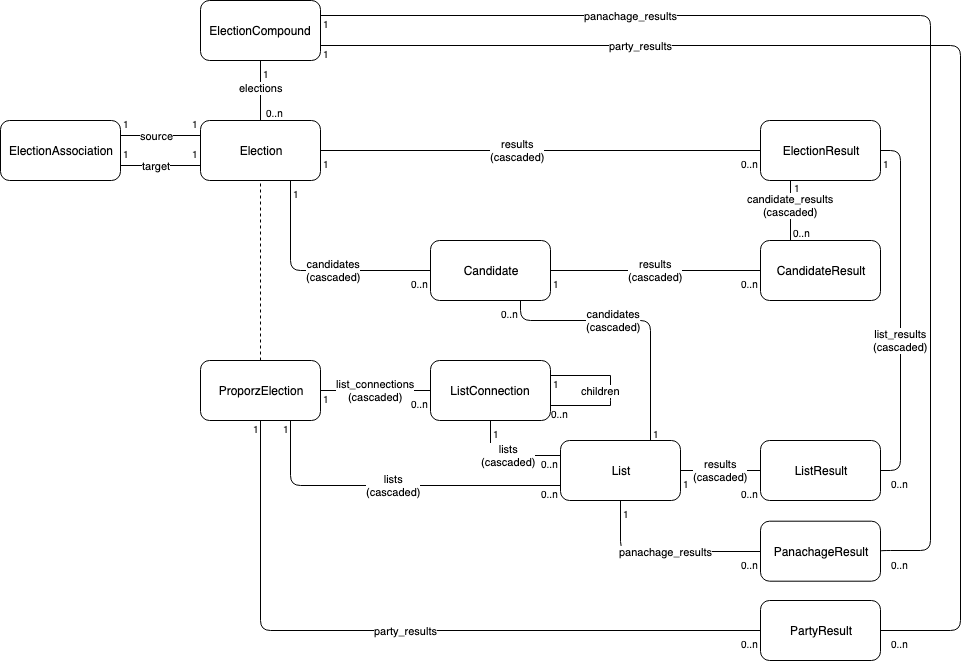 ElectionCompound
1
panachage_results
1
party_results
1
elections
0..n
ElectionAssociation
1
source
1
1
target
1
Election
1
results
(cascaded)
0..n
ElectionResult
1
1
candidate_results
(cascaded)
0..n
1
candidates
(cascaded)
0..n
Candidate
1
results
(cascaded)
0..n
CandidateResult
0..n
candidates
(cascaded)
list_results
(cascaded)
ProporzElection
1
list_connections
(cascaded)
0..n
ListConnection
1
children
0..n
1
1
1
lists
(cascaded)
0..n
1
List
1
results
(cascaded)
0..n
ListResult
0..n
lists
(cascaded)
0..n
1
panachage_results
0..n
PanachageResult
0..n
party_results
0..n
PartyResult
0..n